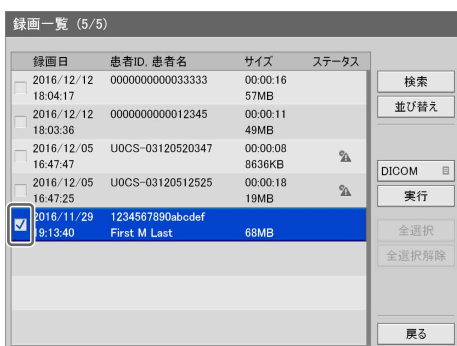 録画一覧 (5/5)
録画日 患者ID, 患者名 サイズ ステータス
2016/12/12 0000000000033333 00:00:16
18:04:17 57MB
2016/12/12 0000000000012345 00:00:11
18:03:36 49MB
2016/12/05 U0CS-03120520347 00:00:08
16:47:47 8636KB
2016/12/05 U0CS-03120512525 00:00:18
16:47:25 19MB
2016/11/29 1234567890abcdef
19:13:40 First M Last 68MB
検索
並び替え
DICOM
実行
全選択
全選択解除
戻る